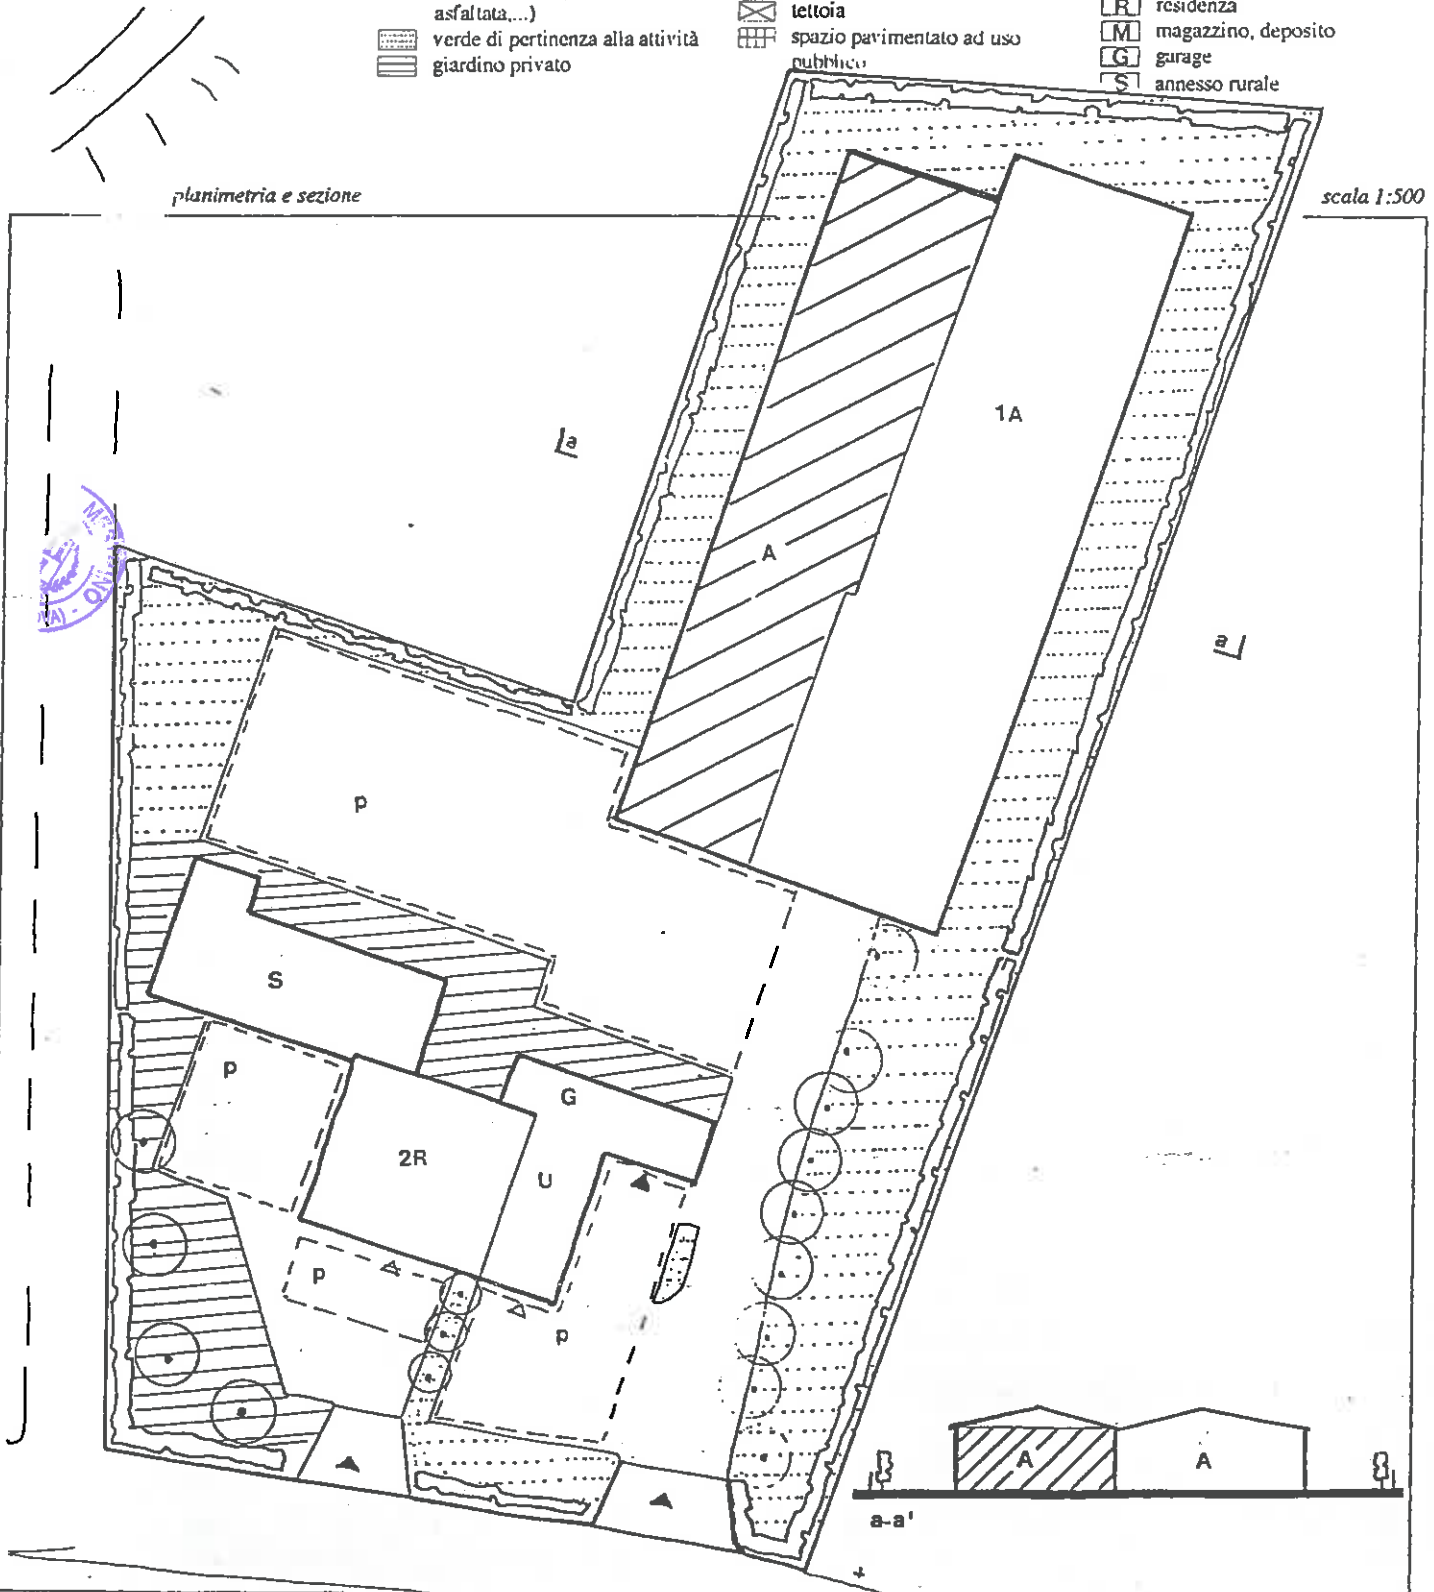 asfaltata,...)
verde di pertinenza alla attività
giardino privato
tettoia
spazio pavimentato ad uso
pubblico
R residenza
M magazzino, deposito
G garage
S annesso rurale
planimetria e sezione
scala 1:500
1A
a
A
a
p
S
p
G
2R
U
p
p
A
A
a-a'